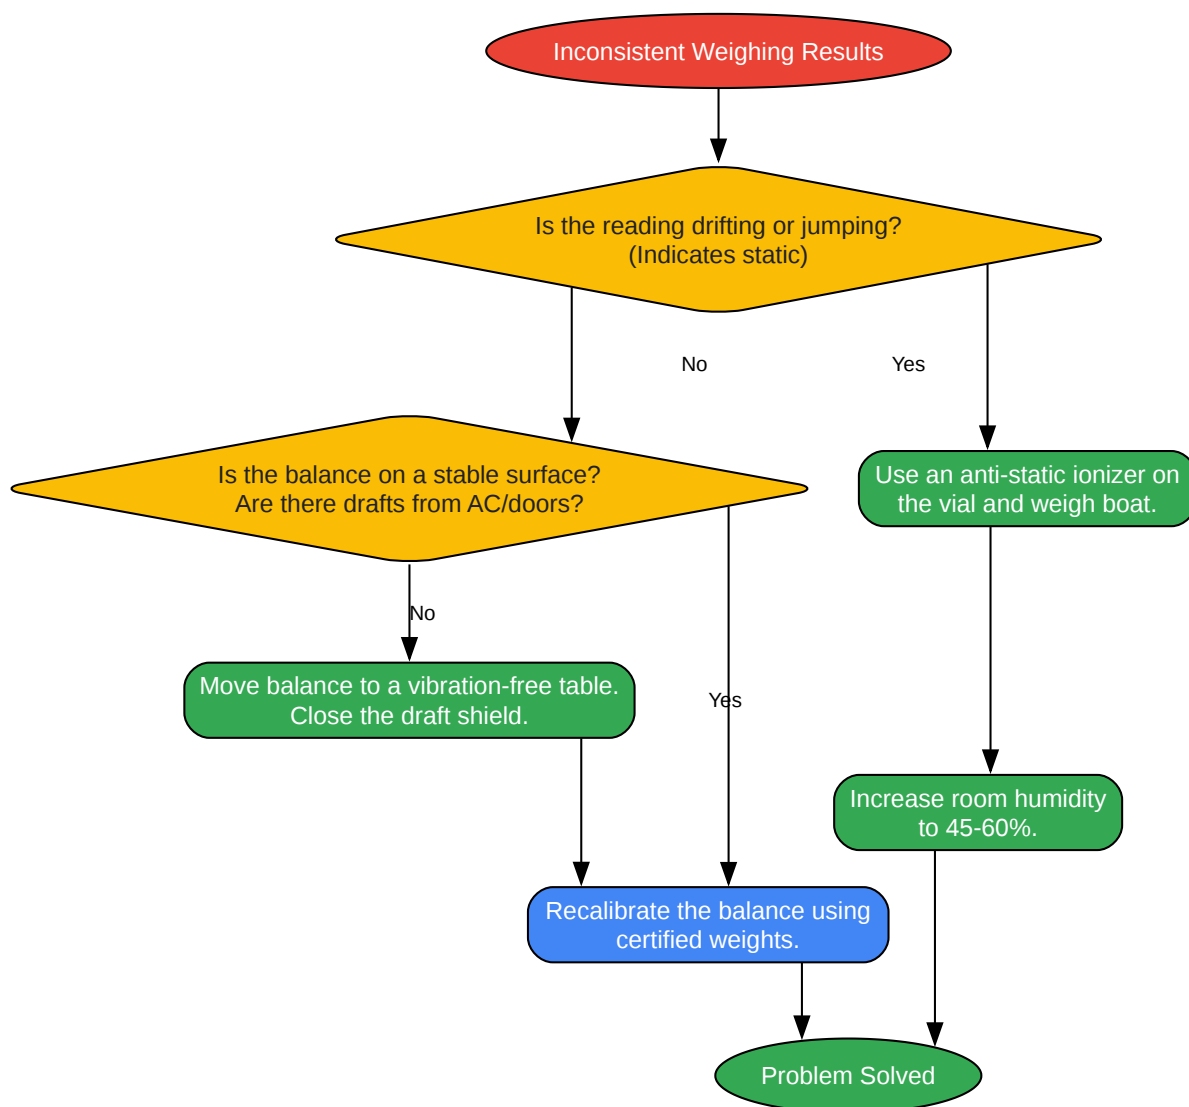 Inconsistent Weighing Results
Is the reading drifting or jumping?
(Indicates static)
No
Yes
Is the balance on a stable surface?
Are there drafts from AC/doors?
Use an anti-static ionizer on
the vial and weigh boat.
No
Move balance to a vibration-free table.
Close the draft shield.
Yes
Increase room humidity
to 45-60%.
Recalibrate the balance using
certified weights.
Problem Solved